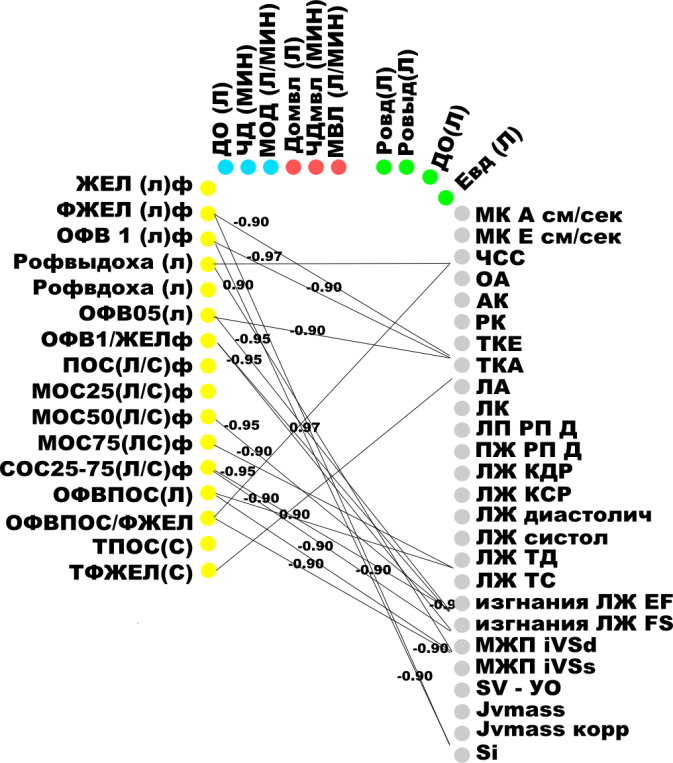 ДО (Л)
ЧД (МИН)
МОД (Л/МИН)
Домвл (Л)
ЧДмвл (МИН)
МВЛ (Л/МИН)
Ровд(Л)
Ровыд(Л)
ДО(Л)
Евд (Л)
ЖЕЛ (л)ф
ФЖЕЛ (л)ф
ОФВ 1 (л)ф
Рофвыдоха (л)
Рофвдоха (л)
ОФВ05(л)
ОФВ1/ЖЕЛф
ПОС(Л/С)ф
МОС25(Л/С)ф
МОС50(Л/С)ф
МОС75(ЛС)ф
СОС25-75(Л/С)ф
ОФВПОС(Л)
ОФВПОС/ФЖЕЛ
ТПОС(С)
ТФЖЕЛ(С)
-0.90
-0.97
0.90
-0.90
-0.90
-0.95
-0.95
-0.95
0.97
-0.90
-0.95
-0.90
0.90
-0.90
-0.90
-0.90
-0.9
-0.90
-0.90
МК А см/сек
МК Е см/сек
ЧСС
ОА
АК
РК
ТКЕ
ТКА
ЛА
ЛК
ЛП РП Д
ПЖ РП Д
ЛЖ КДР
ЛЖ КСР
ЛЖ диастолич
ЛЖ систол
ЛЖ ТД
ЛЖ ТС
изгнания ЛЖ EF
изгнания ЛЖ FS
МЖП iVSd
МЖП iVSs
SV - УО
Jvmass
Jvmass корр
Si